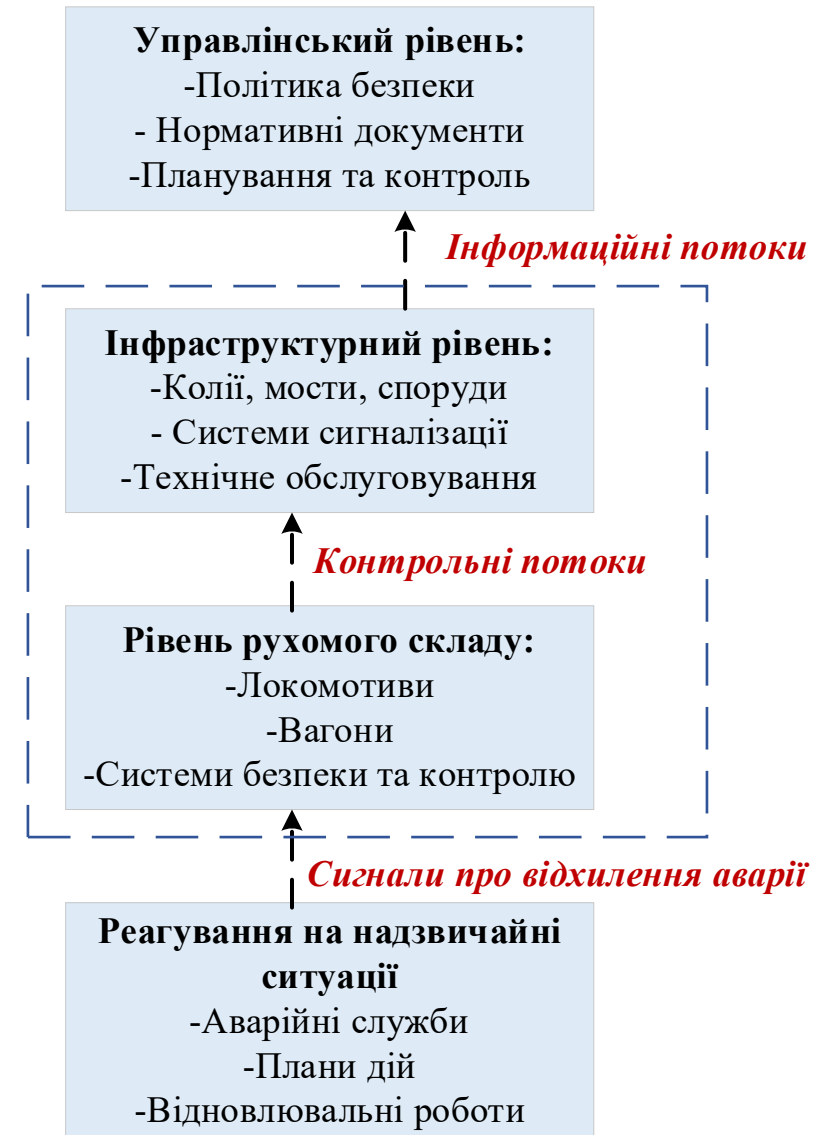 Управлінський рівень:
-Політика безпеки
- Нормативні документи
-Планування та контроль
Інформаційні потоки
Інфраструктурний рівень:
-Колії, мости, споруди
- Системи сигналізації
-Технічне обслуговування
Контрольні потоки
Рівень рухомого складу:
-Локомотиви
-Вагони
-Системи безпеки та контролю
Сигнали про відхилення аварії
Реагування на надзвичайні
ситуації
-Аварійні служби
-Плани дій
-Відновлювальні роботи